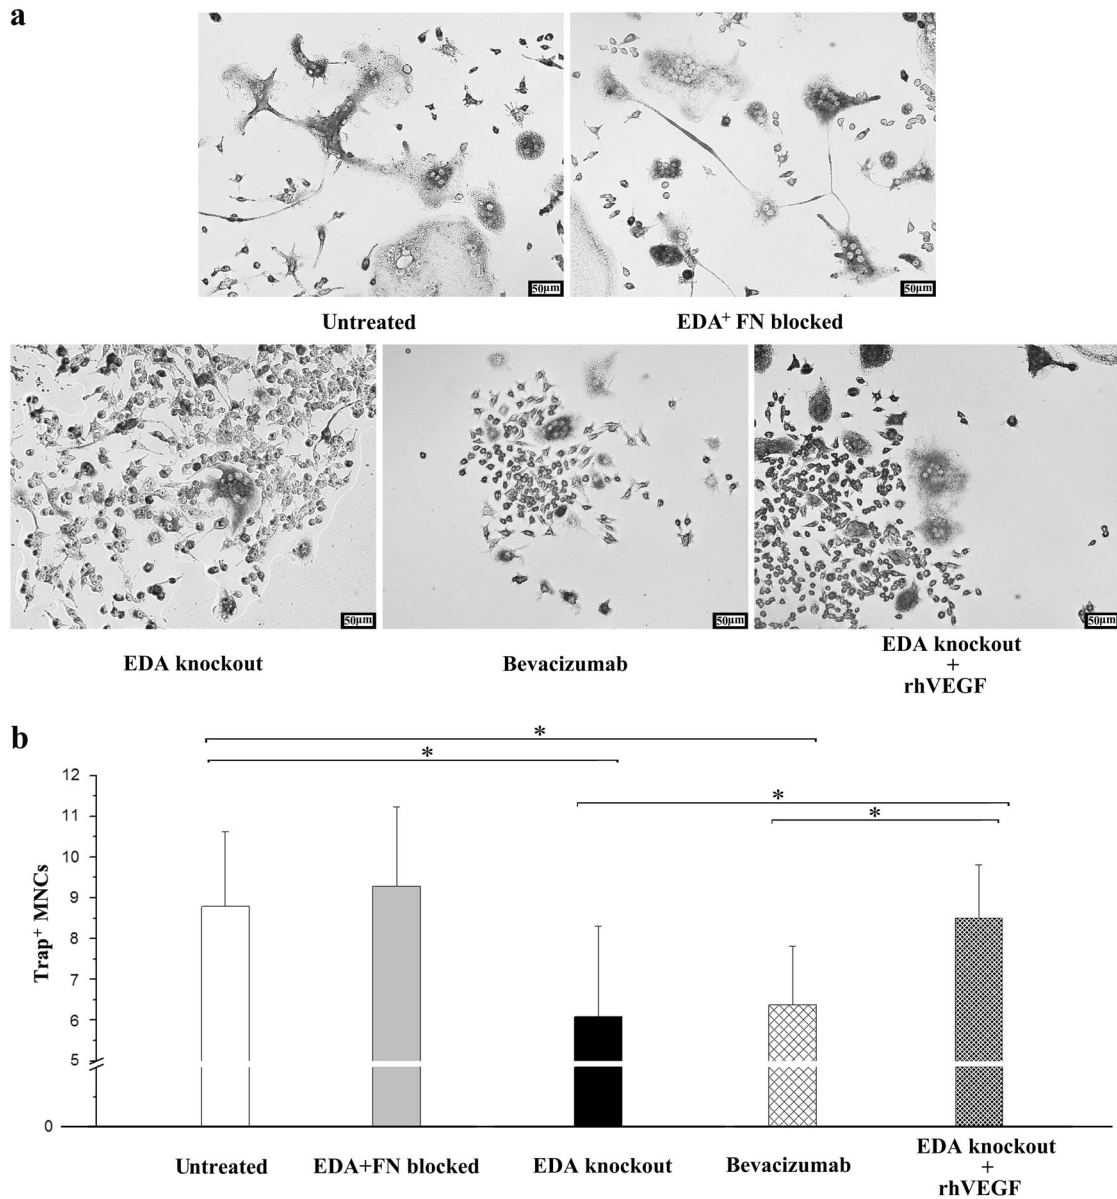 a
50µm
50µm
Untreated
EDA⁺ FN blocked
50µm
50µm
50µm
EDA knockout
Bevacizumab
EDA knockout
+
rhVEGF
b
*
*
*
*
12
11
10
9
8
7
6
5
0
Trap⁺ MNCs
Untreated
EDA+FN blocked
EDA knockout
Bevacizumab
EDA knockout
+
rhVEGF